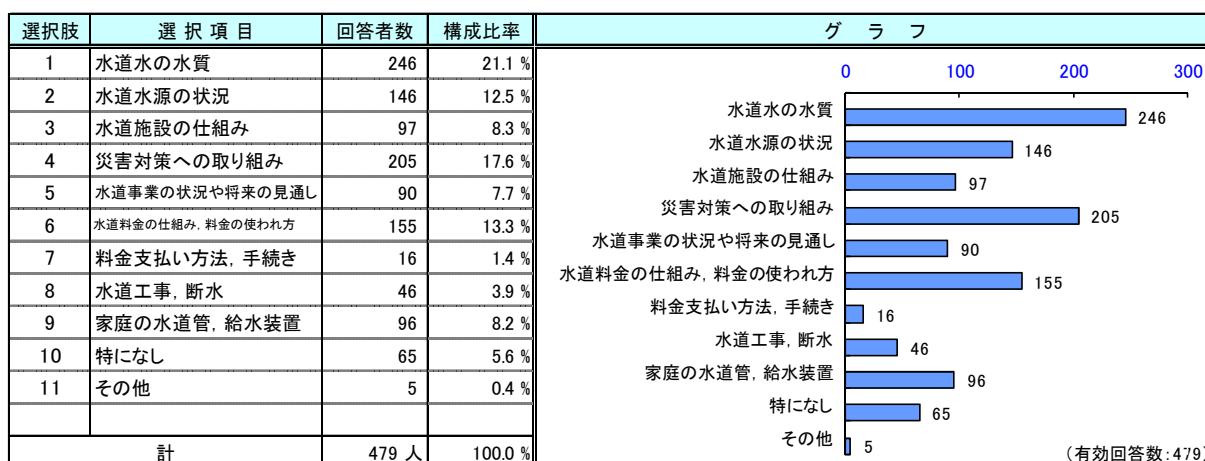 選択肢 選 択 項 目 回答者数 構成比率 グ ラ フ
1 水道水の水質 246 21.1 %
2 水道水源の状況 146 12.5 %
3 水道施設の仕組み 97 8.3 %
4 災害対策への取り組み 205 17.6 %
5 水道事業の状況や将来の見通し 90 7.7 %
6 水道料金の仕組み, 料金の使われ方 155 13.3 %
7 料金支払い方法, 手続き 16 1.4 %
8 水道工事, 断水 46 3.9 %
9 家庭の水道管, 給水装置 96 8.2 %
10 特になし 65 5.6 %
11 その他 5 0.4 %
計 479 人 100.0 %
0 100 200 300
水道水の水質 246
水道水源の状況 146
水道施設の仕組み 97
災害対策への取り組み 205
水道事業の状況や将来の見通し 90
水道料金の仕組み, 料金の使われ方 155
料金支払い方法, 手続き 16
水道工事, 断水 46
家庭の水道管, 給水装置 96
特になし 65
その他 5
(有効回答数:479)